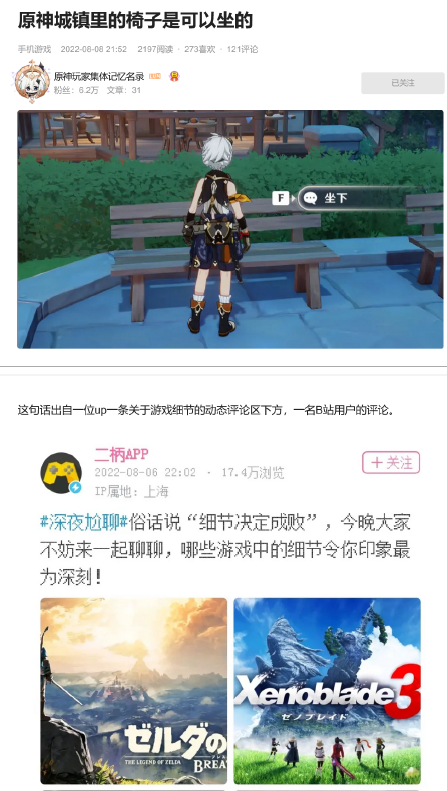 原神城镇里的椅子是可以坐的
手机游戏 2022-08-08 21:52 2197阅读 · 273喜欢 · 121评论
原神玩家集体记忆名录
粉丝：6.2万 文章：31
已关注
F 坐下
这句话出自一位up一条关于游戏细节的动态评论区下方，一名B站用户的评论。
二柄APP
2022-08-06 22:02 · 17.4万浏览
IP属地：上海
+ 关注
#深夜尬聊#俗话说“细节决定成败”，今晚大家
不妨来一起聊聊，哪些游戏中的细节令你印象最
为深刻！
ゼルダの
THE LEGEND OF ZELDA
BREA
Xenoblade3
ゼノブレイド